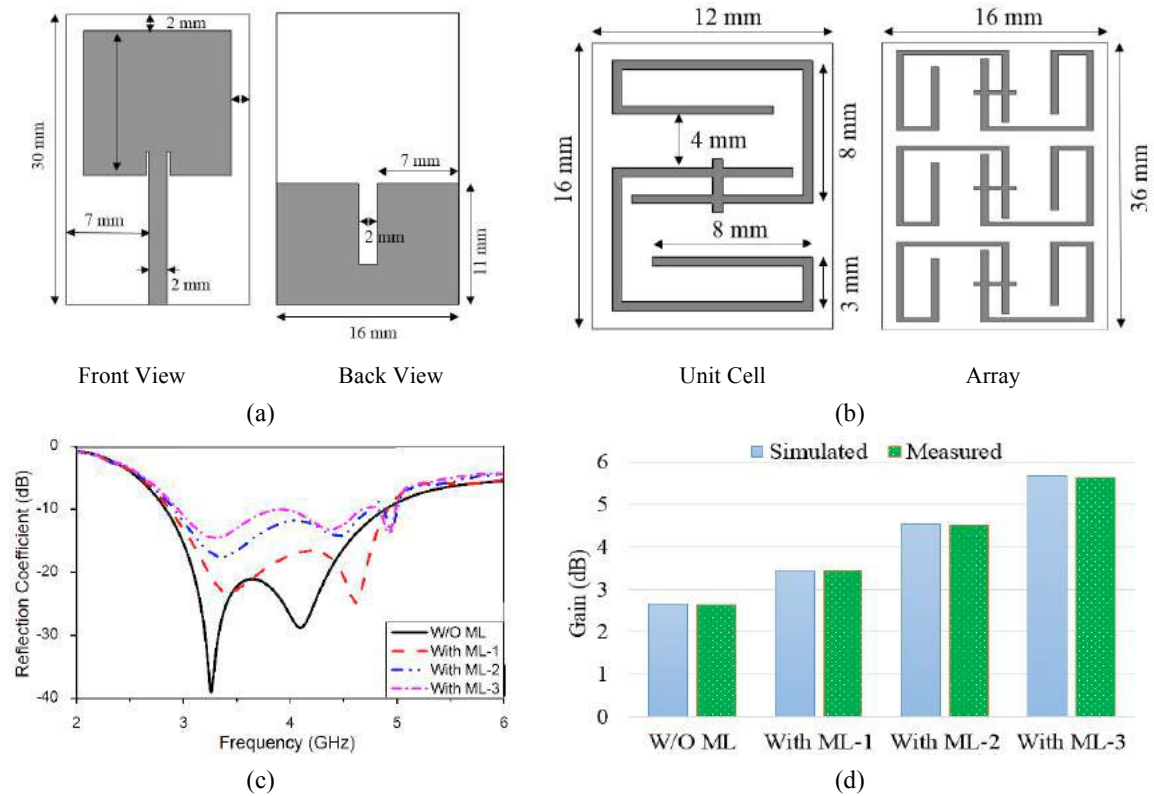 2 mm
30 mm
7 mm
2 mm
7 mm
2 mm
11 mm
16 mm
Front View
Back View
(a)
12 mm
16 mm
16 mm
4 mm
8 mm
8 mm
3 mm
36 mm
Unit Cell
Array
(b)
Reflection Coefficient (dB)
0
-10
-20
-30
-40
W/O ML
With ML-1
With ML-2
With ML-3
2
3
4
5
6
Frequency (GHz)
(c)
Simulated
Measured
Gain (dB)
6
5
4
3
2
1
0
W/O ML
With ML-1
With ML-2
With ML-3
(d)